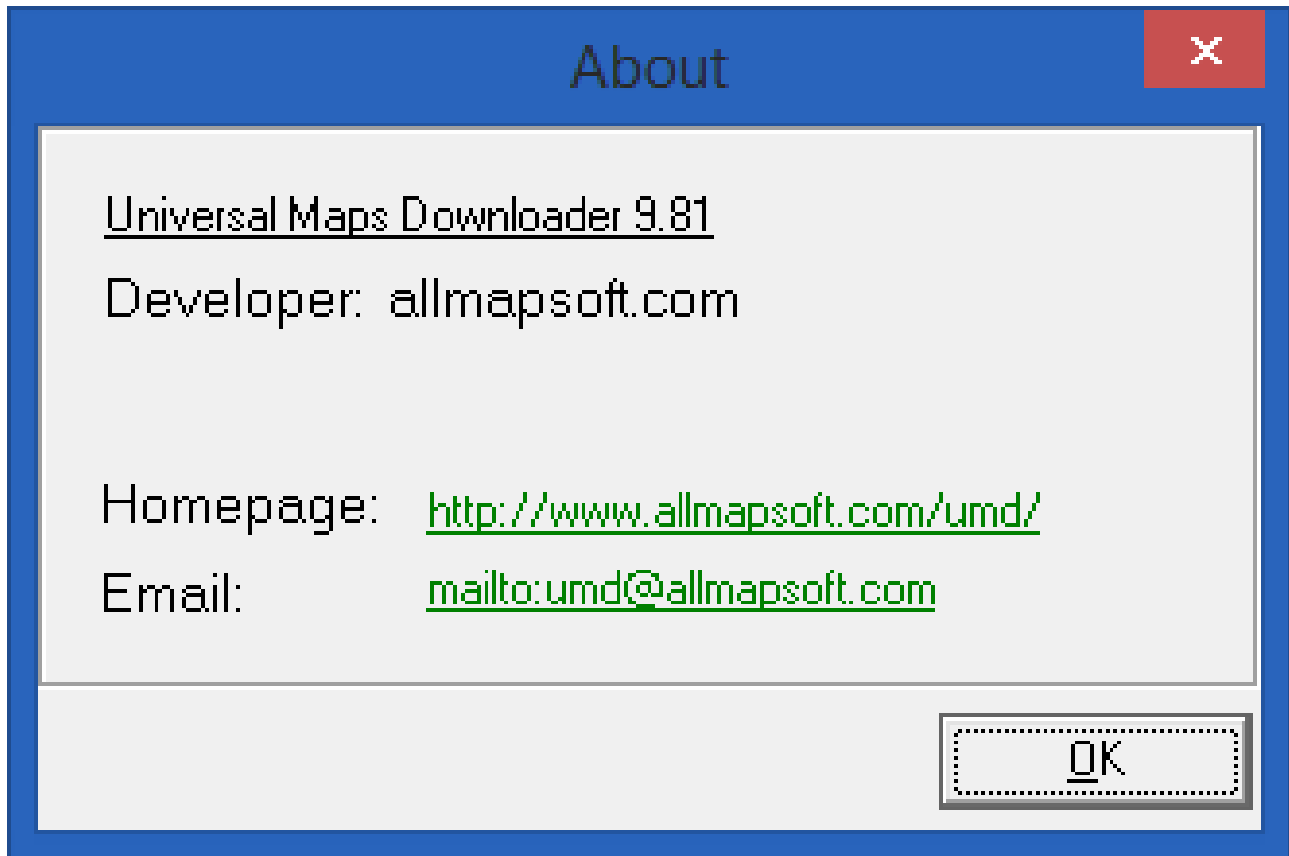 About
x
Universal Maps Downloader 9.81
Developer: allmapsoft.com
Homepage: http://www.allmapsoft.com/umd/
Email: mailto:umd@allmapsoft.com
OK